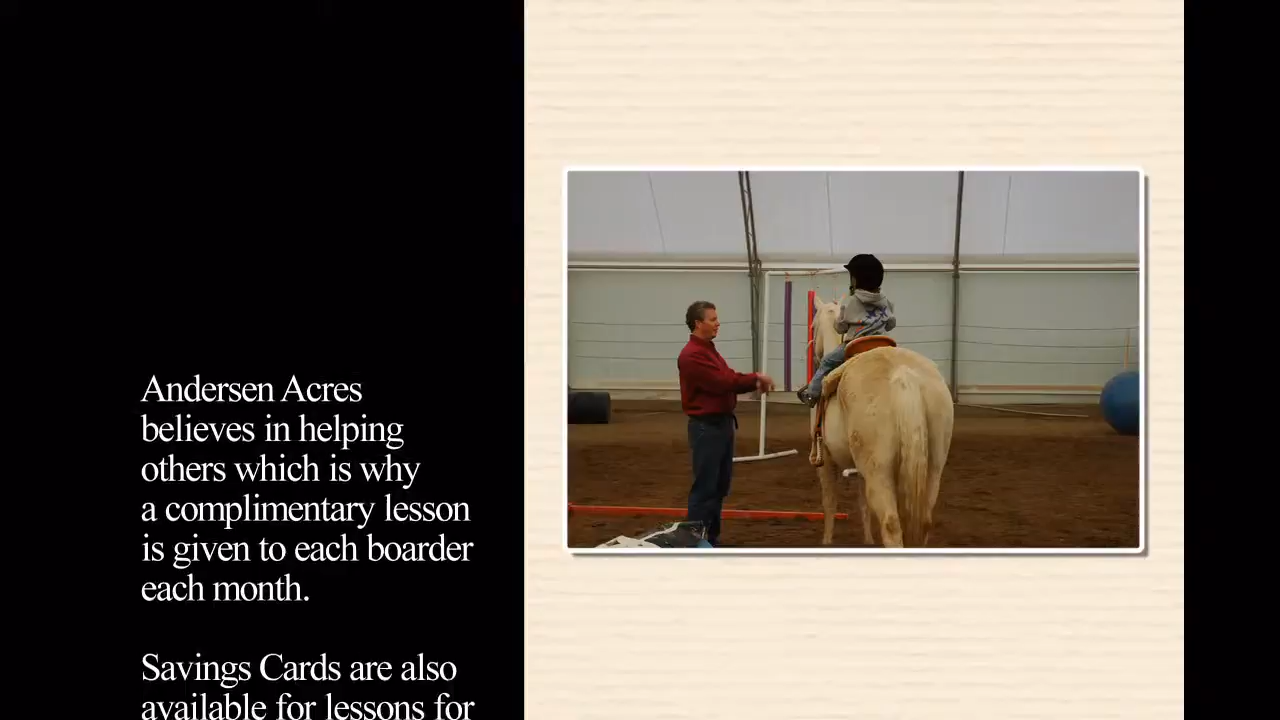 Andersen Acres
believes in helping
others which is why
a complimentary lesson
is given to each boarder
each month.
Savings Cards are also
available for lessons for